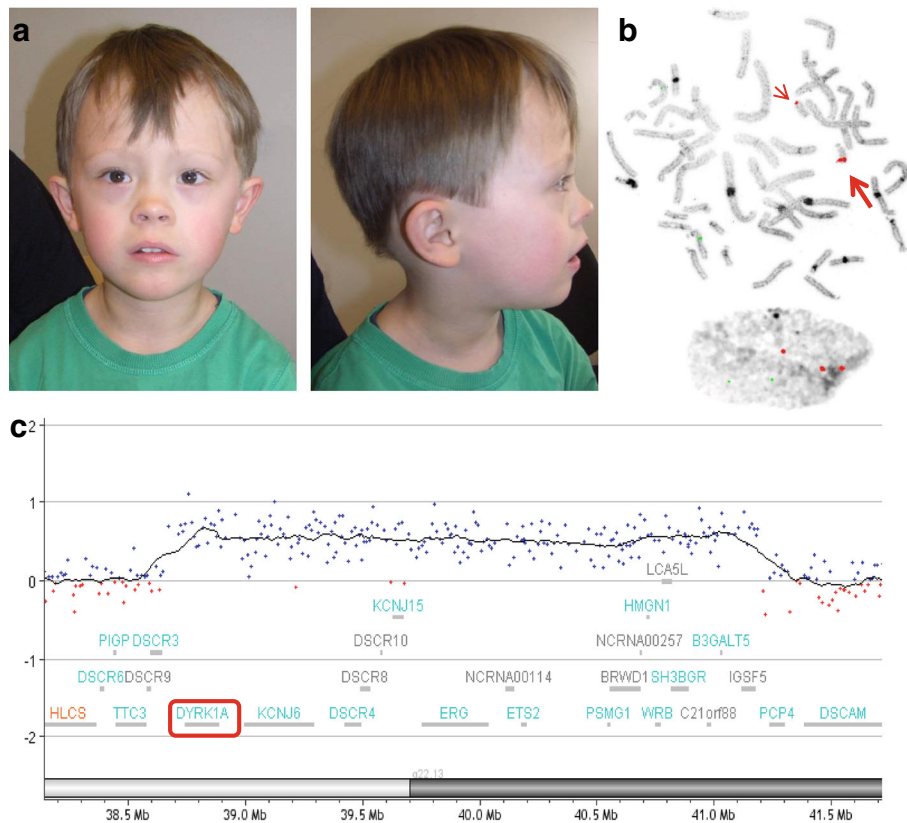 a
b
c
2
1
0
-1
-2
LCA5L
KCNJ15 HMGN1
PIGP DSCR3 DSCR10 NCRNA00257 B3GALT5
DSCR6 DSCR9 DSCR8 NCRNA00114 BRWD1 SH3BGR IGSF5
HLCS TTC3 DYRK1A KCNJ6 DSCR4 ERG ETS2 PSMG1 WRB C21orf88 PCP4 DSCAM
q22.13
38.5 Mb 39.0 Mb 39.5 Mb 40.0 Mb 40.5 Mb 41.0 Mb 41.5 Mb